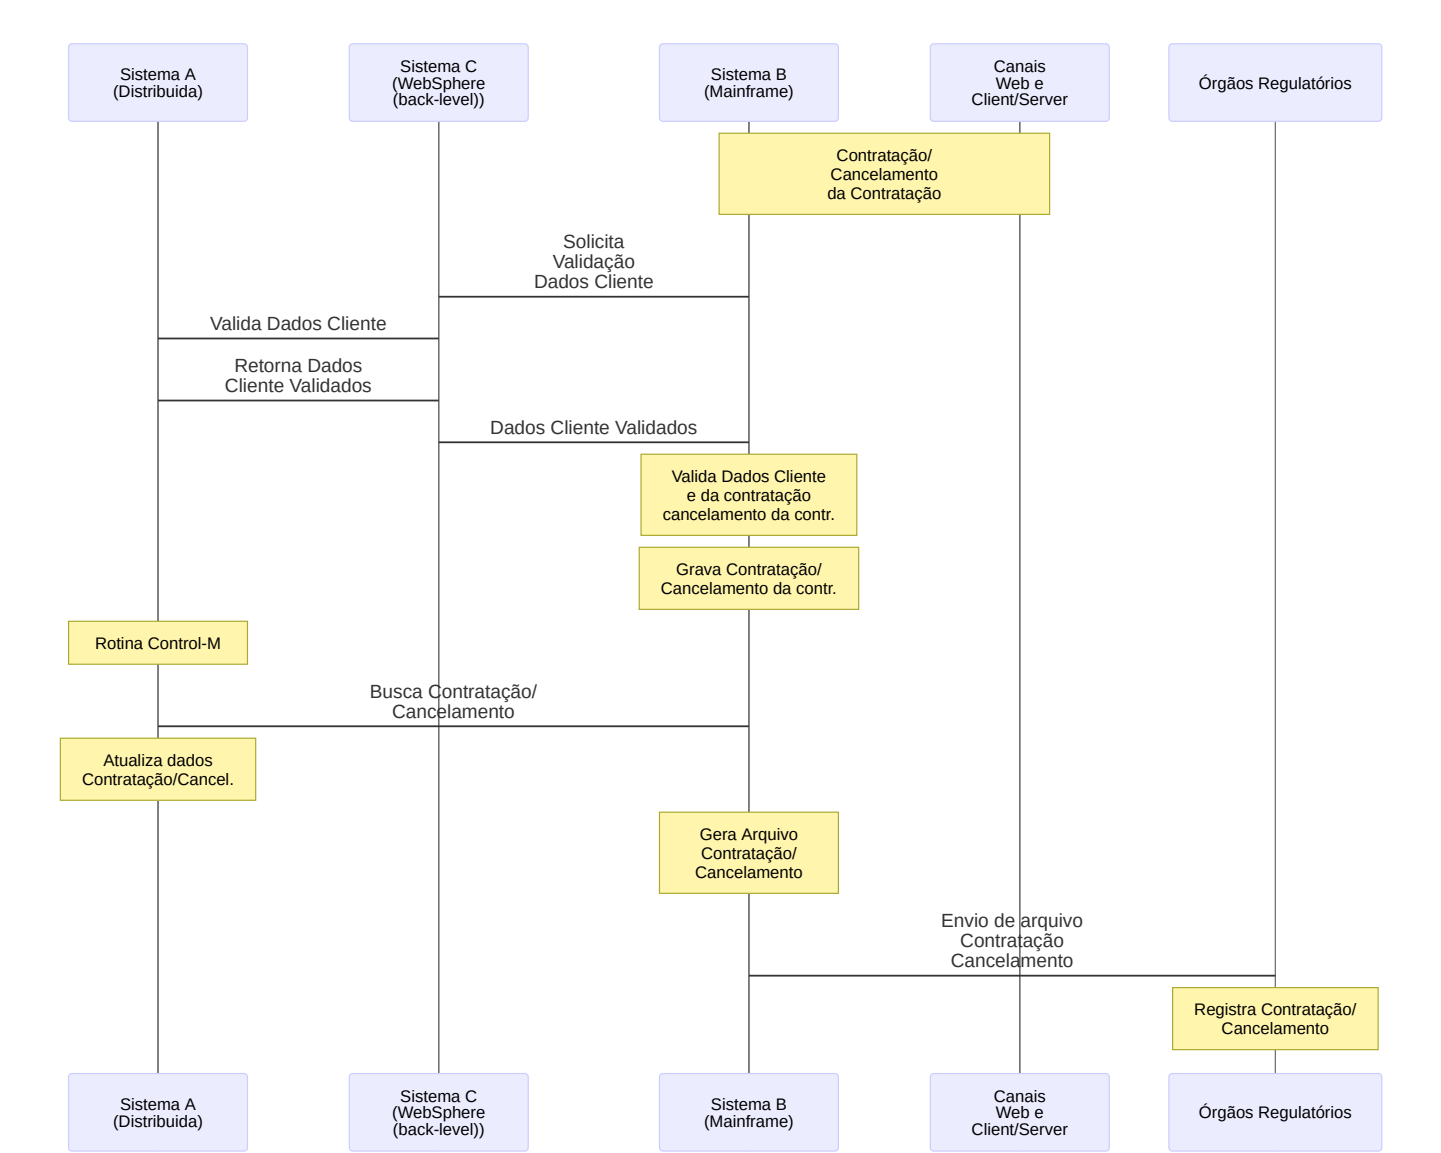 Sistema A
(Distribuida)
Sistema C
(WebSphere
(back-level))
Sistema B
(Mainframe)
Canais
Web e
Client/Server
Órgãos Regulatórios
Contratação/
Cancelamento
da Contratação
Solicita
Validação
Dados Cliente
Valida Dados Cliente
Retorna Dados
Cliente Validados
Dados Cliente Validados
Valida Dados Cliente
e da contratação
cancelamento da contr.
Grava Contratação/
Cancelamento da contr.
Rotina Control-M
Busca Contratação/
Cancelamento
Atualiza dados
Contratação/Cancel.
Gera Arquivo
Contratação/
Cancelamento
Envio de arquivo
Contratação
Cancelamento
Registra Contratação/
Cancelamento
Sistema A
(Distribuida)
Sistema C
(WebSphere
(back-level))
Sistema B
(Mainframe)
Canais
Web e
Client/Server
Órgãos Regulatórios